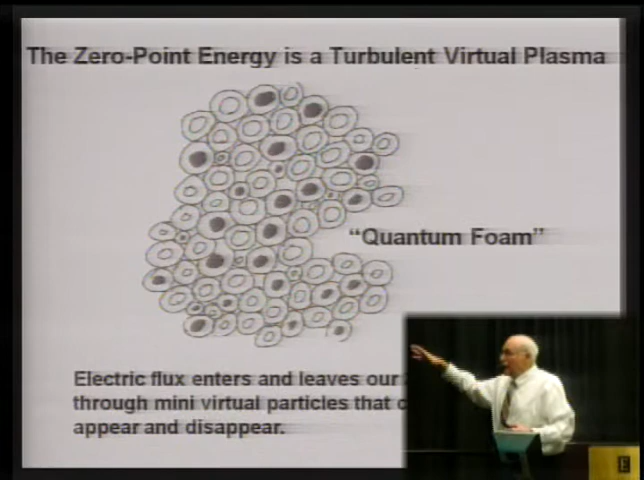 The Zero-Point Energy is a Turbulent Virtual Plasma
“Quantum Foam”
Electric flux enters and leaves our
through mini virtual particles that
appear and disappear.
E